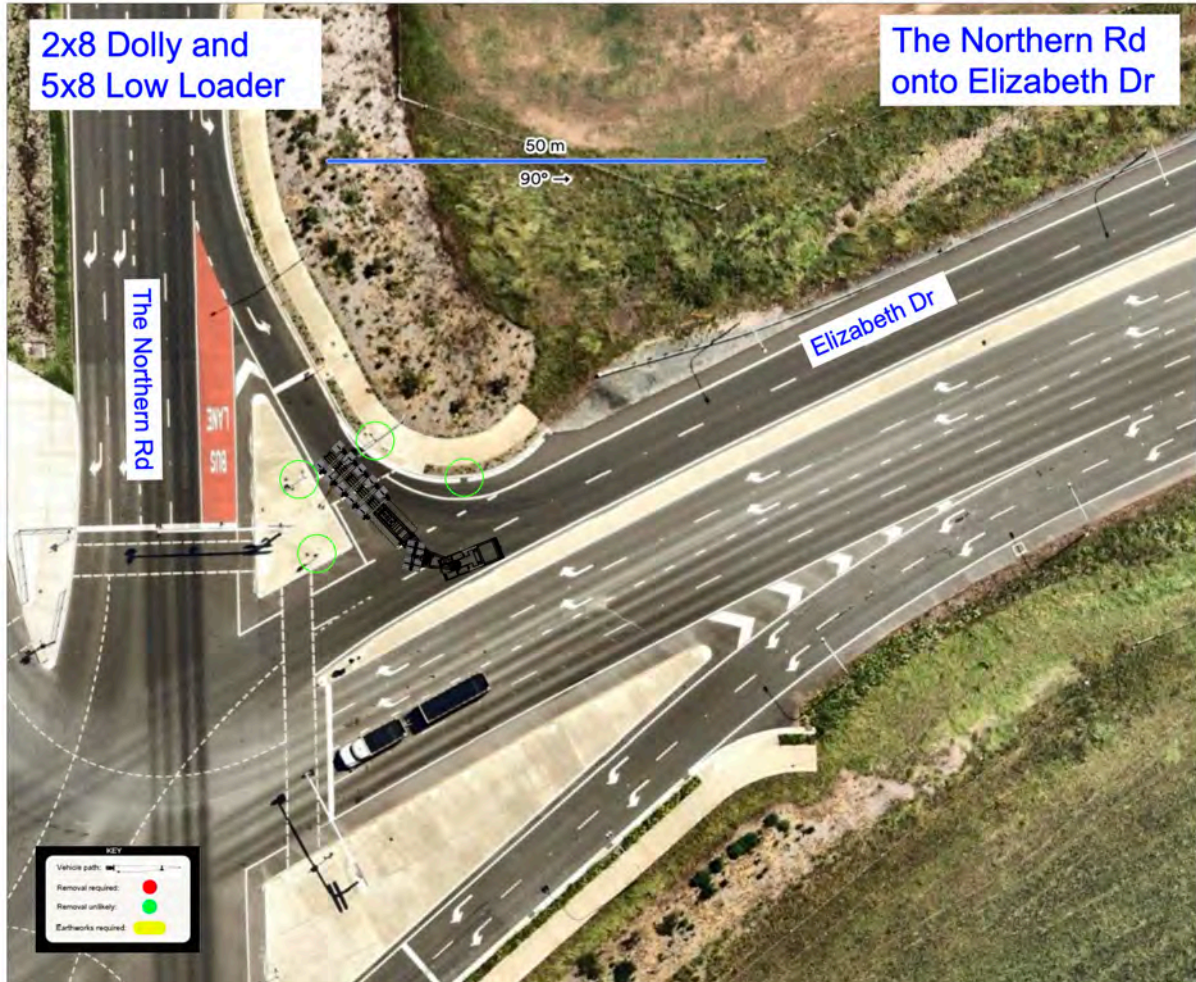 2x8 Dolly and
5x8 Low Loader
The Northern Rd
onto Elizabeth Dr
50 m
90° →
The Northern Rd
Elizabeth Dr
BUS
LANE
KEY
Vehicle path:
Removal required:
Removal unlikely:
Earthworks required: